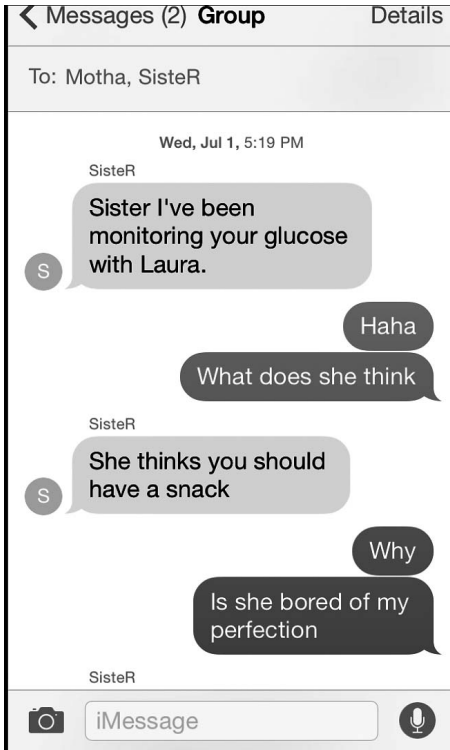 Messages (2) Group Details
To: Motha, SisteR
Wed, Jul 1, 5:19 PM
SisteR
Sister I've been
monitoring your glucose
with Laura.
S
Haha
What does she think
SisteR
She thinks you should
have a snack
S
Why
Is she bored of my
perfection
SisteR
iMessage